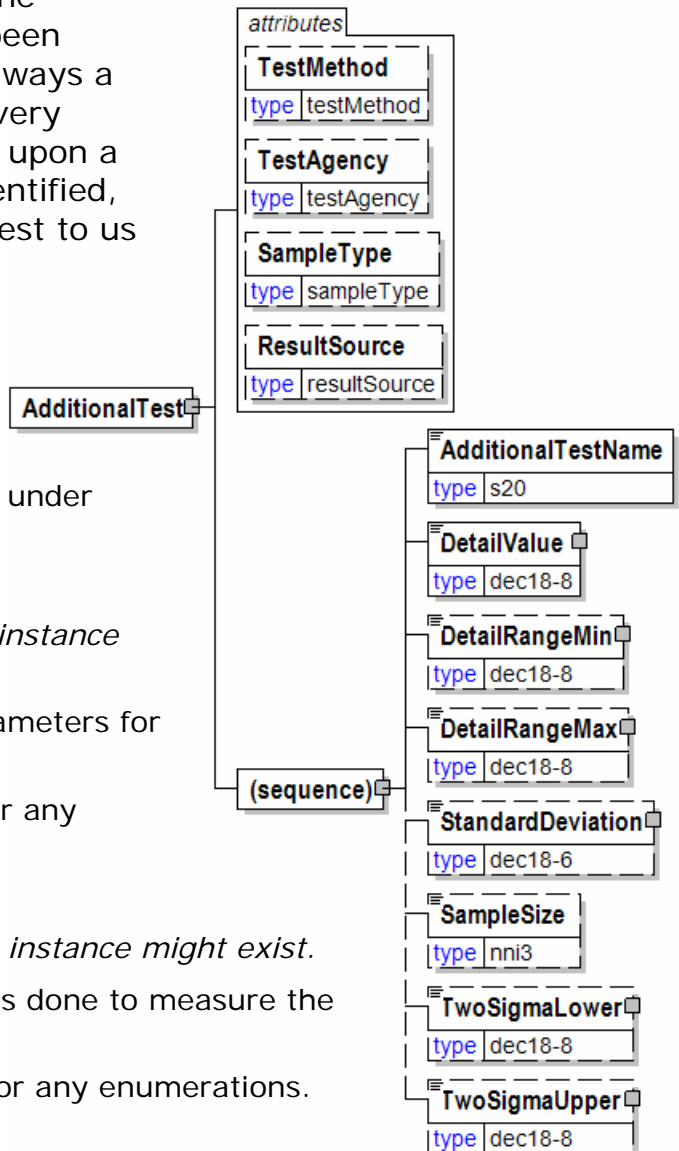 ne
been
ways a
very
upon a
entified,
est to us
under
instance
ameters for
r any
instance might exist.
s done to measure the
or any enumerations.
attributes
TestMethod
type testMethod
TestAgency
type testAgency
SampleType
type sampleType
ResultSource
type resultSource
AdditionalTest
(sequence)
AdditionalTestName
type s20
DetailValue
type dec18-8
DetailRangeMin
type dec18-8
DetailRangeMax
type dec18-8
StandardDeviation
type dec18-6
SampleSize
type nni3
TwoSigmaLower
type dec18-8
TwoSigmaUpper
type dec18-8